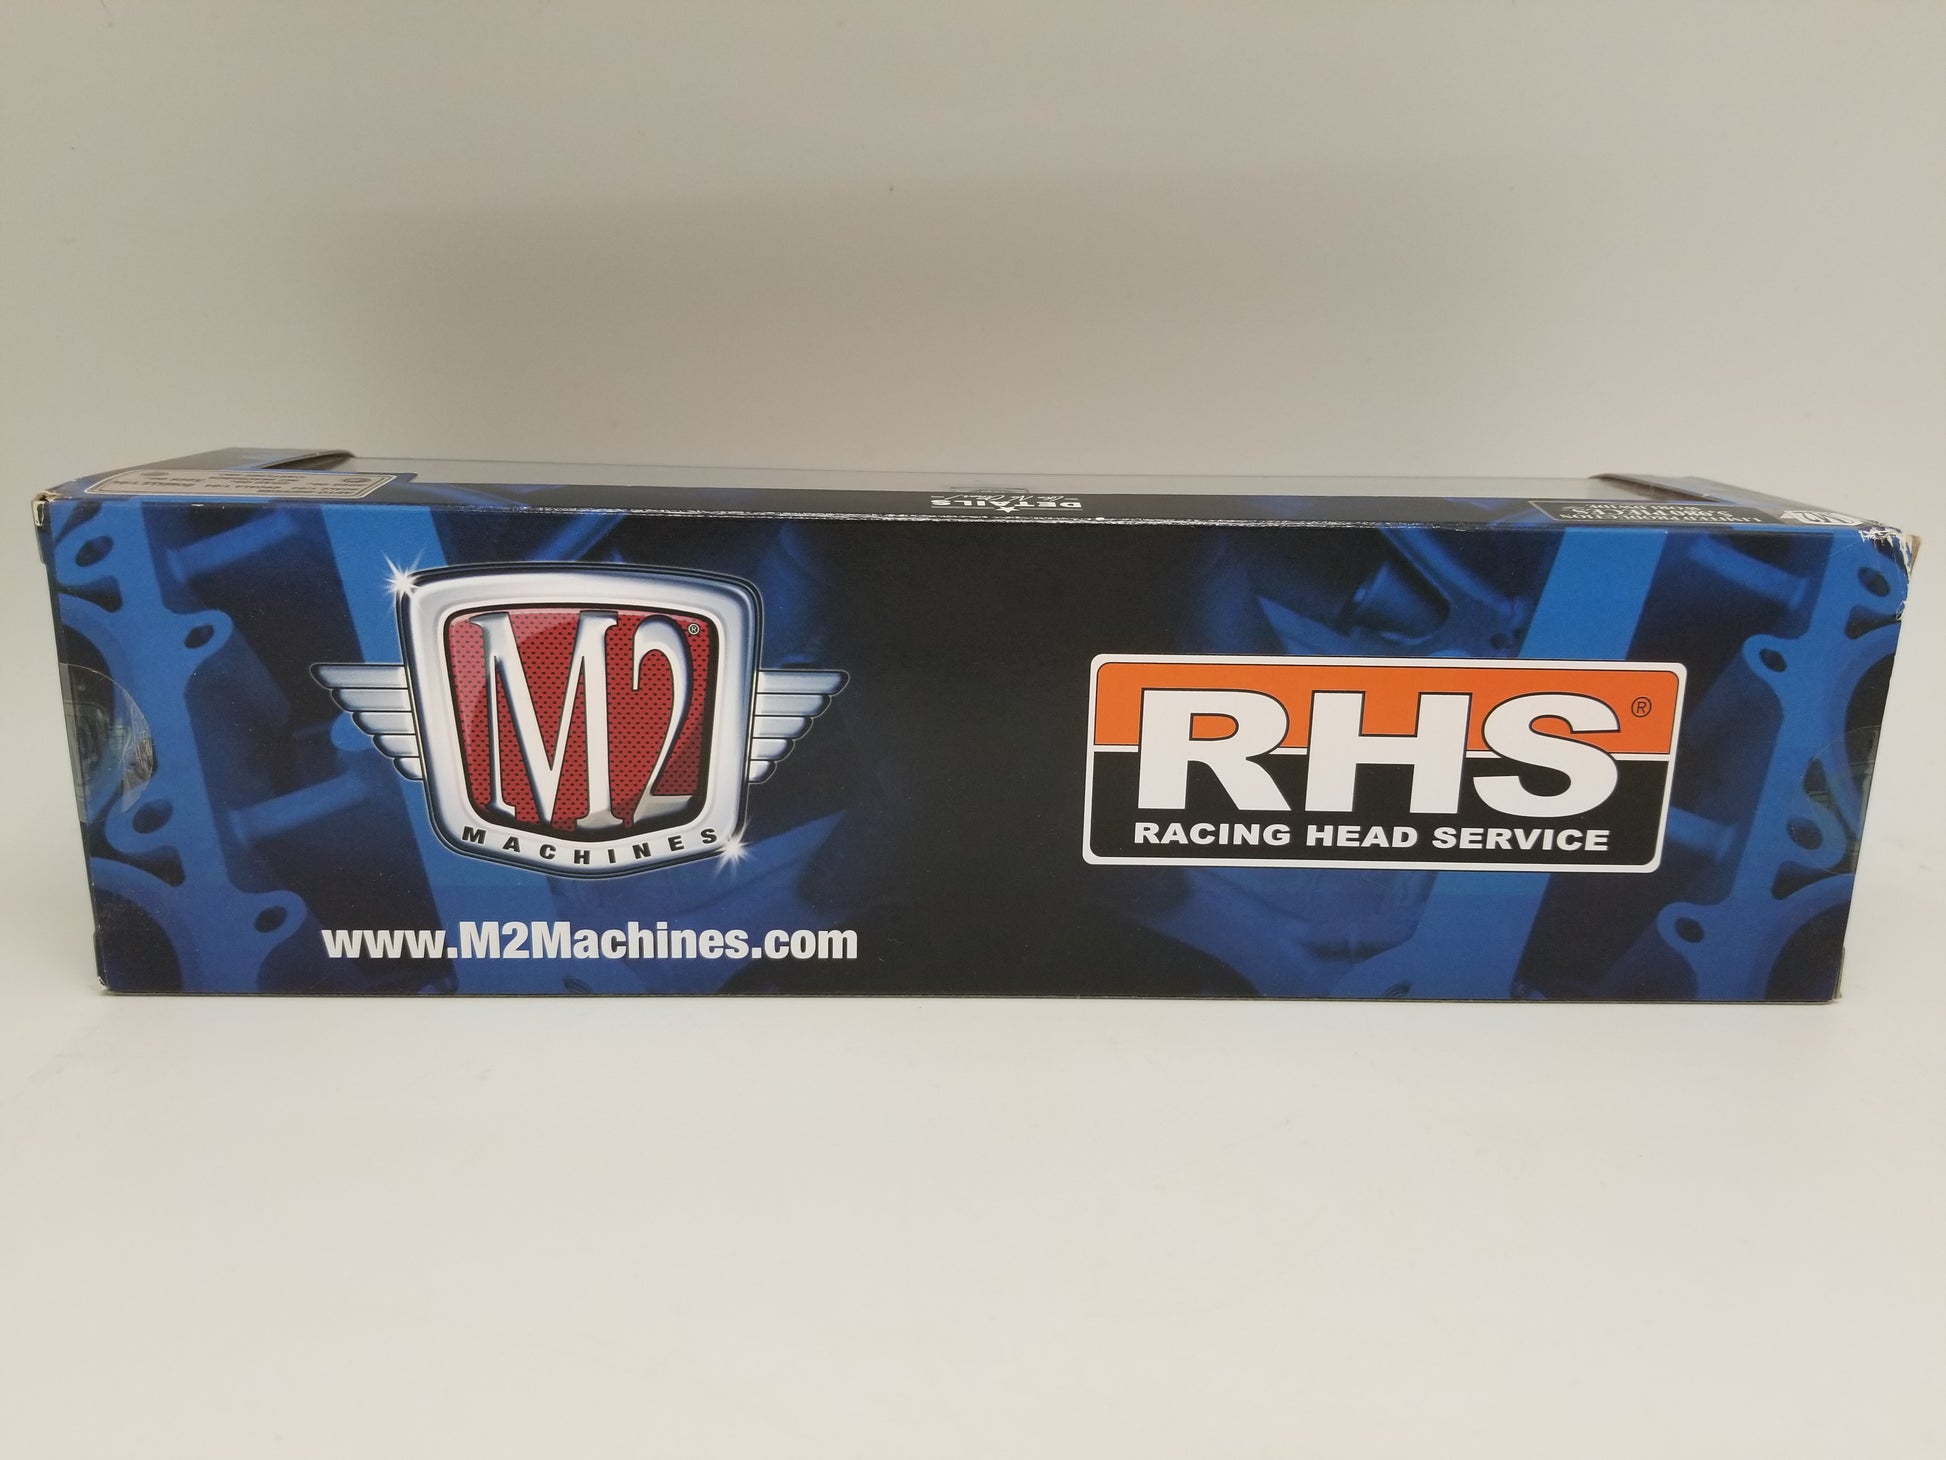 DETAILS
M2®
MACHINES
www.M2Machines.com
RHS®
RACING HEAD SERVICE